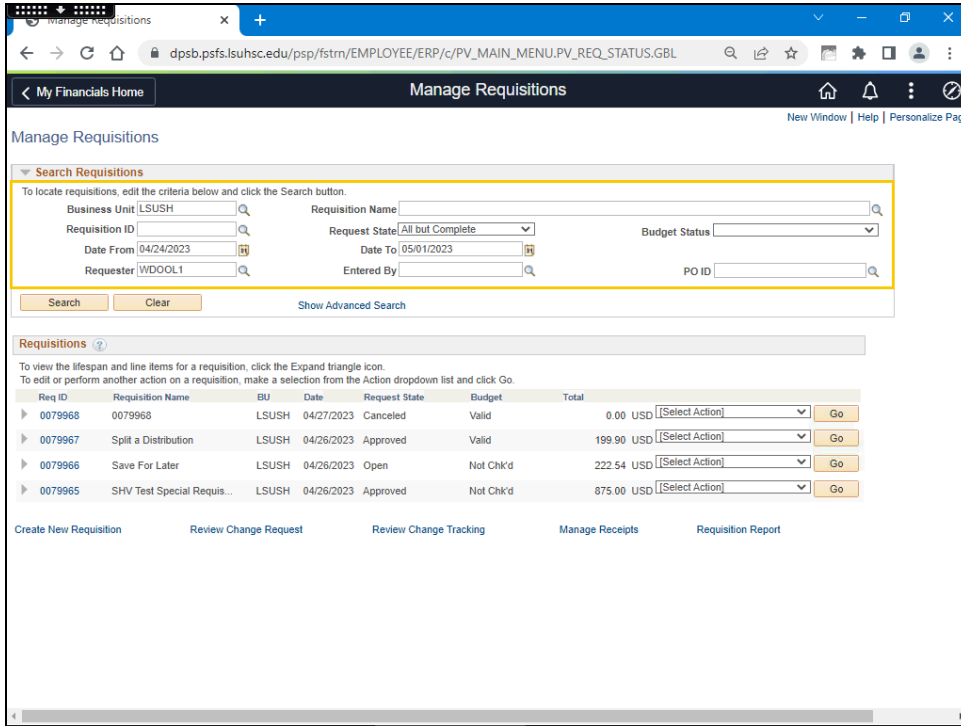 Manage Requisitions
dpsb.psfs.lsuhsc.edu/psp/fstrn/EMPLOYEE/ERP/c/PV_MAIN_MENU.PV_REQ_STATUS.GBL
My Financials Home Manage Requisitions
New Window | Help | Personalize Pag
Manage Requisitions
Search Requisitions
To locate requisitions, edit the criteria below and click the Search button.
Business Unit LSUSH Requisition Name
Requisition ID Request State All but Complete Budget Status
Date From 04/24/2023 Date To 05/01/2023
Requester WDOOL1 Entered By PO ID
Search Clear Show Advanced Search
Requisitions ?
To view the lifespan and line items for a requisition, click the Expand triangle icon.
To edit or perform another action on a requisition, make a selection from the Action dropdown list and click Go.
Req ID Requisition Name BU Date Request State Budget Total
0079968 0079968 LSUSH 04/27/2023 Canceled Valid 0.00 USD [Select Action] Go
0079967 Split a Distribution LSUSH 04/26/2023 Approved Valid 199.90 USD [Select Action] Go
0079966 Save For Later LSUSH 04/26/2023 Open Not Chk'd 222.54 USD [Select Action] Go
0079965 SHV Test Special Requis... LSUSH 04/26/2023 Approved Not Chk'd 875.00 USD [Select Action] Go
Create New Requisition Review Change Request Review Change Tracking Manage Receipts Requisition Report